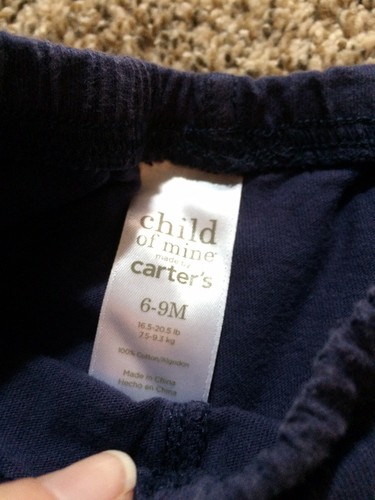 child
of mine
made by
carter's
6-9M
16.5-20.5 lb
7.5-9.3 kg
100% Cotton/Algodon
Made in China
Hecho en China